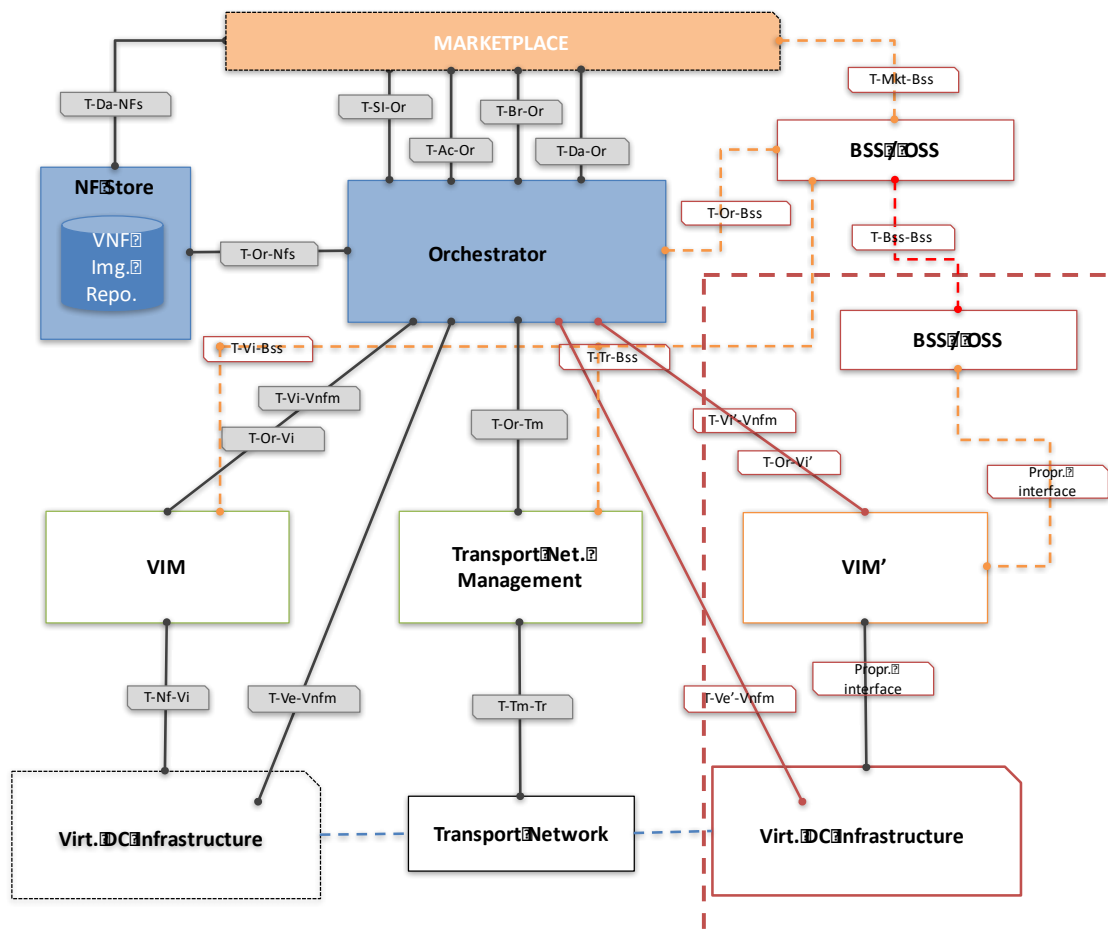 MARKETPLACE
T-Mkt-Bss
T-Da-NFs
T-Sl-Or
T-Br-Or
T-Ac-Or
T-Da-Or
BSS / OSS
NF Store
VNF
Img.
Repo.
T-Or-Nfs
Orchestrator
T-Or-Bss
T-Bss-Bss
BSS / OSS
T-Vi-Bss
T-Tr-Bss
T-Vi-Vnfm
T-Or-Vi
T-Or-Tm
T-Vi’-Vnfm
T-Or-Vi’
Propr.
interface
VIM
Transport Net.
Management
VIM’
T-Nf-Vi
T-Ve-Vnfm
T-Tm-Tr
T-Ve’-Vnfm
Propr.
interface
Virt. DC Infrastructure
Transport Network
Virt. DC Infrastructure